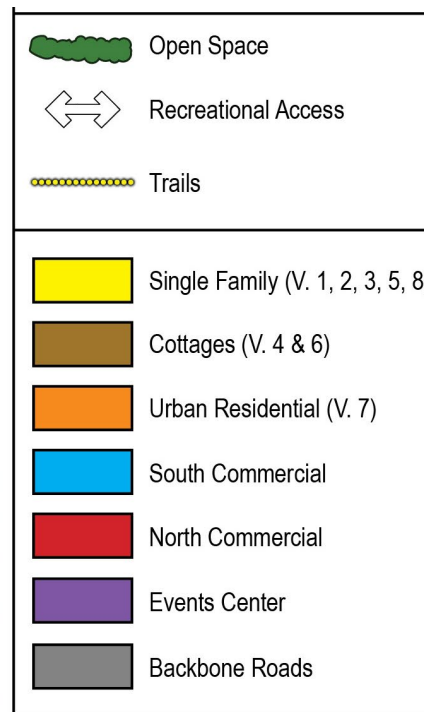 Open Space
Recreational Access
Trails
Single Family (V. 1, 2, 3, 5, 8
Cottages (V. 4 & 6)
Urban Residential (V. 7)
South Commercial
North Commercial
Events Center
Backbone Roads